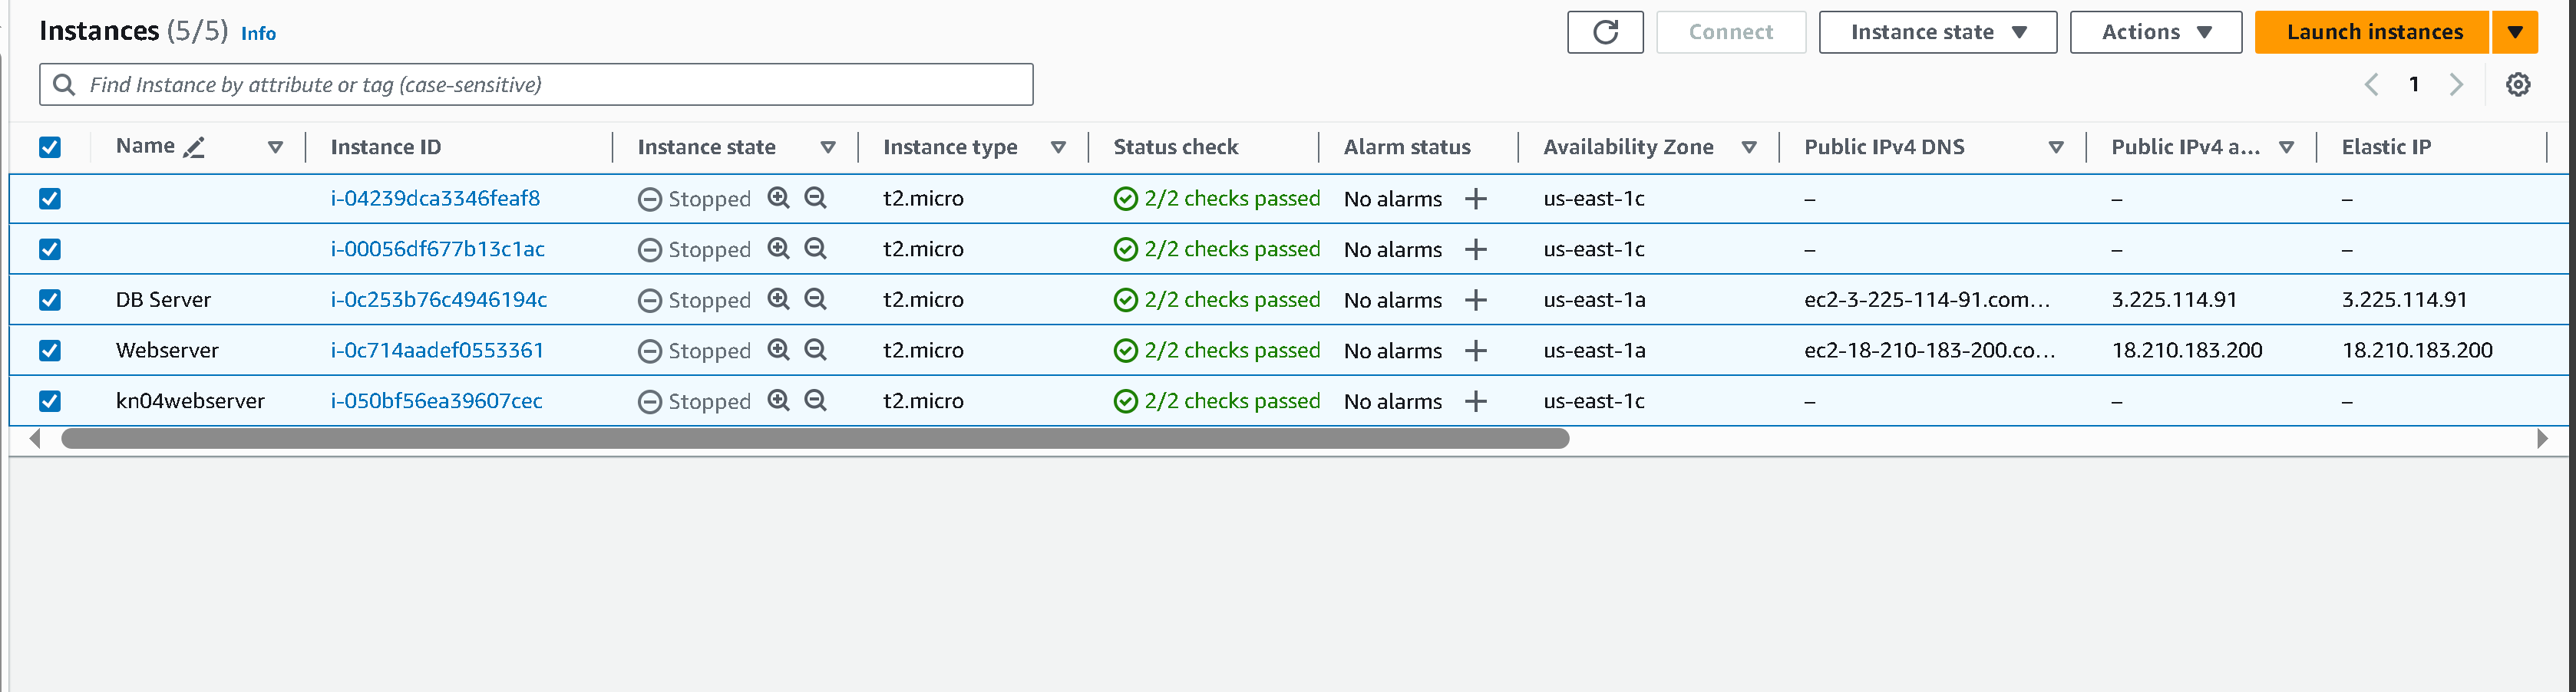 Instances (5/5) Info
Connect
Instance state
Actions
Launch instances
Find Instance by attribute or tag (case-sensitive)
1
Name Instance ID Instance state Instance type Status check Alarm status Availability Zone Public IPv4 DNS Public IPv4 a... Elastic IP
i-04239dca3346feaf8 Stopped t2.micro 2/2 checks passed No alarms + us-east-1c – – –
i-00056df677b13c1ac Stopped t2.micro 2/2 checks passed No alarms + us-east-1c – – –
DB Server i-0c253b76c4946194c Stopped t2.micro 2/2 checks passed No alarms + us-east-1a ec2-3-225-114-91.com... 3.225.114.91 3.225.114.91
Webserver i-0c714aadef0553361 Stopped t2.micro 2/2 checks passed No alarms + us-east-1a ec2-18-210-183-200.co... 18.210.183.200 18.210.183.200
kn04webserver i-050bf56ea39607cec Stopped t2.micro 2/2 checks passed No alarms + us-east-1c – – –